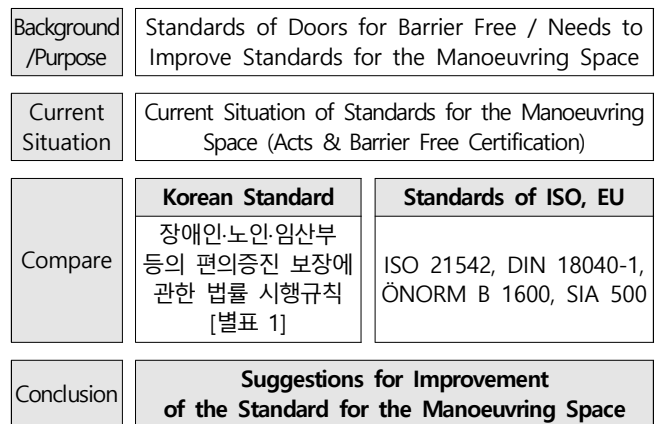 Background
/Purpose
Standards of Doors for Barrier Free / Needs to
Improve Standards for the Manoeuvring Space
Current
Situation
Current Situation of Standards for the Manoeuvring
Space (Acts & Barrier Free Certification)
Compare
Korean Standard
장애인·노인·임산부
등의 편의증진 보장에
관한 법률 시행규칙
[별표 1]
Standards of ISO, EU
ISO 21542, DIN 18040-1,
ÖNORM B 1600, SIA 500
Conclusion
Suggestions for Improvement
of the Standard for the Manoeuvring Space